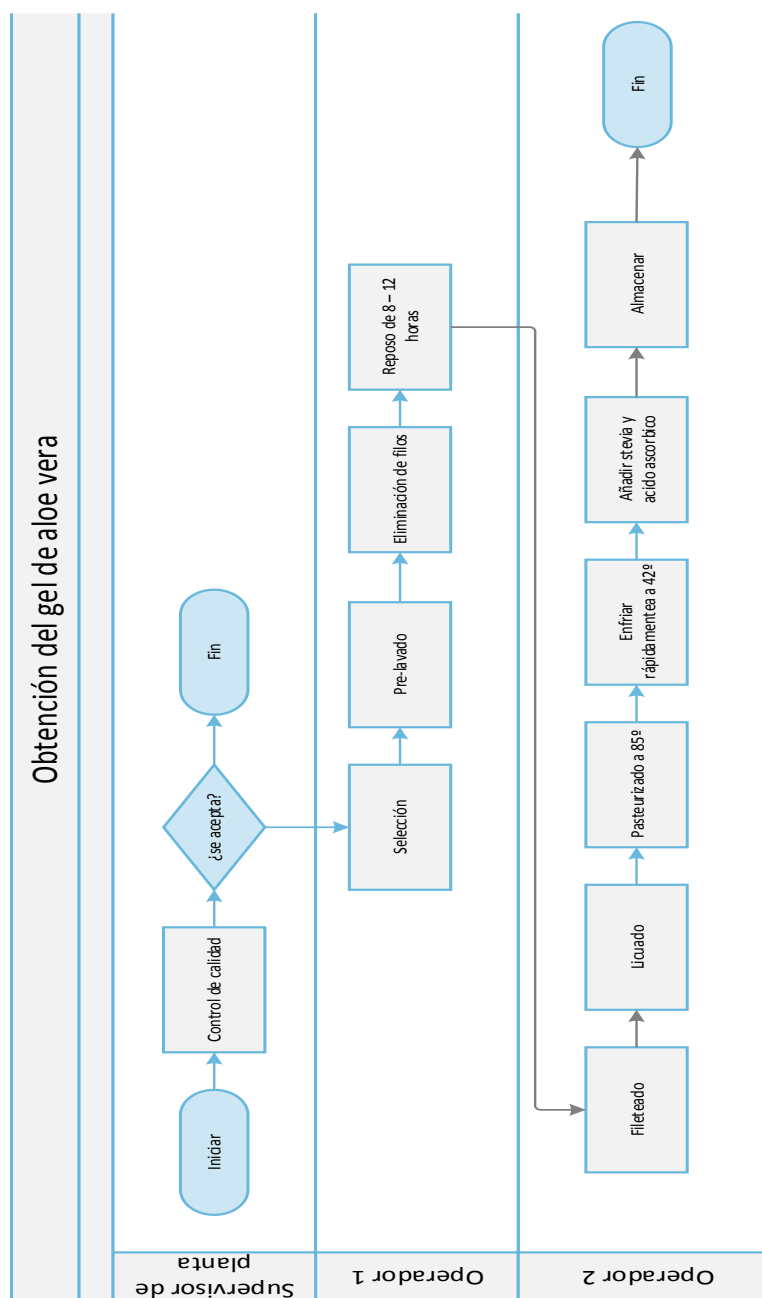 Obtención del gel de aloe vera
Supervisor de
planta
Iniciar
Control de calidad
¿se acepta?
Fin
Operador 1
Selección
Pre-lavado
Eliminación de filos
Reposo de 8 – 12
horas
Operador 2
Fileteado
Licuado
Pasteurizado a 85º
Enfriar
rápidamentea a 42º
Añadir stevia y
acido ascorbico
Almacenar
Fin